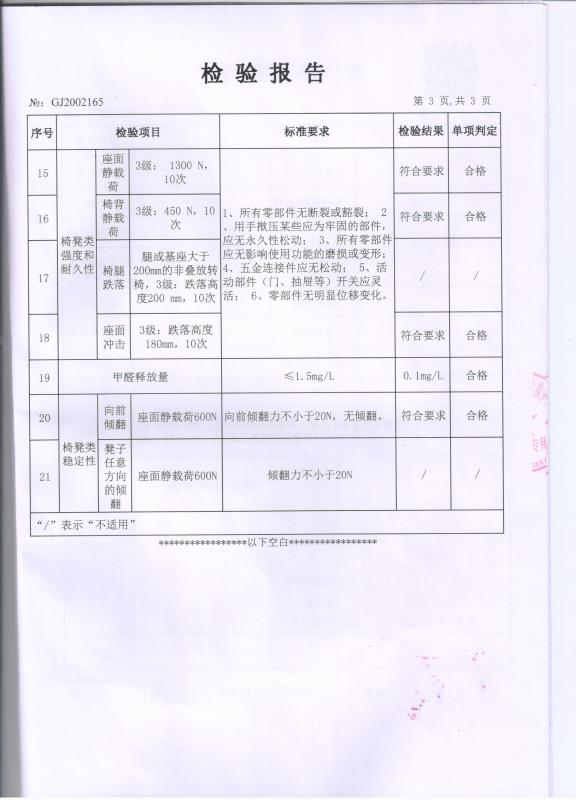 检 验 报 告
№: GJ2002165
第 3 页,共 3 页
序号 检验项目 标准要求 检验结果 单项判定
椅凳类
强度和
耐久性
15
座面
静载
荷
3级: 1300 N,
10次
符合要求 合格
16
椅背
静载
荷
3级:450 N,10
次
符合要求 合格
17
椅腿
跌落
腿或基座大于
200mm的非叠放转
椅,3级: 跌落高
度200 mm,10次
/ /
18
座面
冲击
3级: 跌落高度
180mm,10次
符合要求 合格
1、所有零部件无断裂或豁裂; 2
、用手揿压某些应为牢固的部件,
应无永久性松动; 3、所有零部件
应无影响使用功能的磨损或变形;
4、五金连接件应无松动; 5、活
动部件(门、抽屉等)开关应灵
活; 6、零部件无明显位移变化。
19 甲醛释放量 ≤1.5mg/L 0.1mg/L 合格
椅凳类
稳定性
20
向前
倾翻
座面静载荷600N 向前倾翻力不小于20N,无倾翻。 符合要求 合格
21
凳子
任意
方向
的倾
翻
座面静载荷600N 倾翻力不小于20N / /
“/”表示“不适用”
*****************以下空白*****************